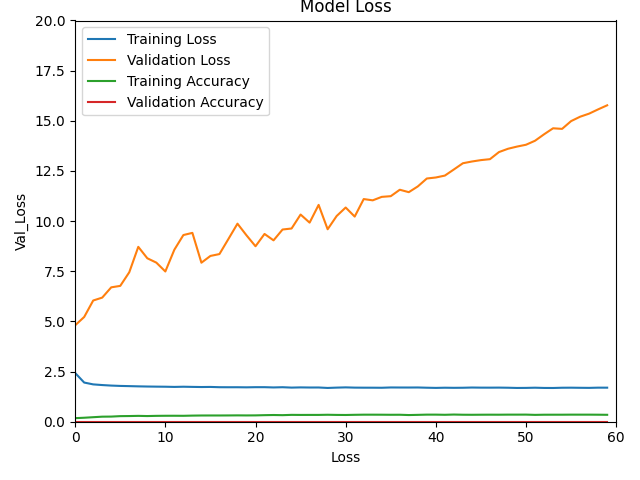 Model Loss
Training Loss
Validation Loss
Training Accuracy
Validation Accuracy
20.0
17.5
15.0
12.5
10.0
7.5
5.0
2.5
0.0
Val_Loss
0 10 20 30 40 50 60
Loss